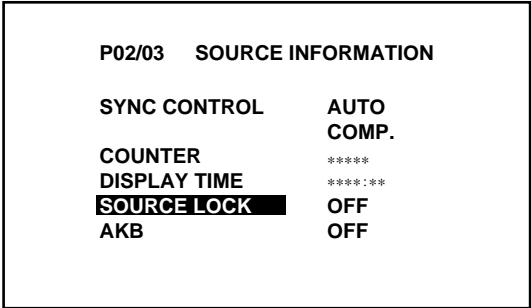 P02/03 SOURCE INFORMATION
SYNC CONTROL AUTO
COMP.
COUNTER *****
DISPLAY TIME ****:**
SOURCE LOCK OFF
AKB OFF